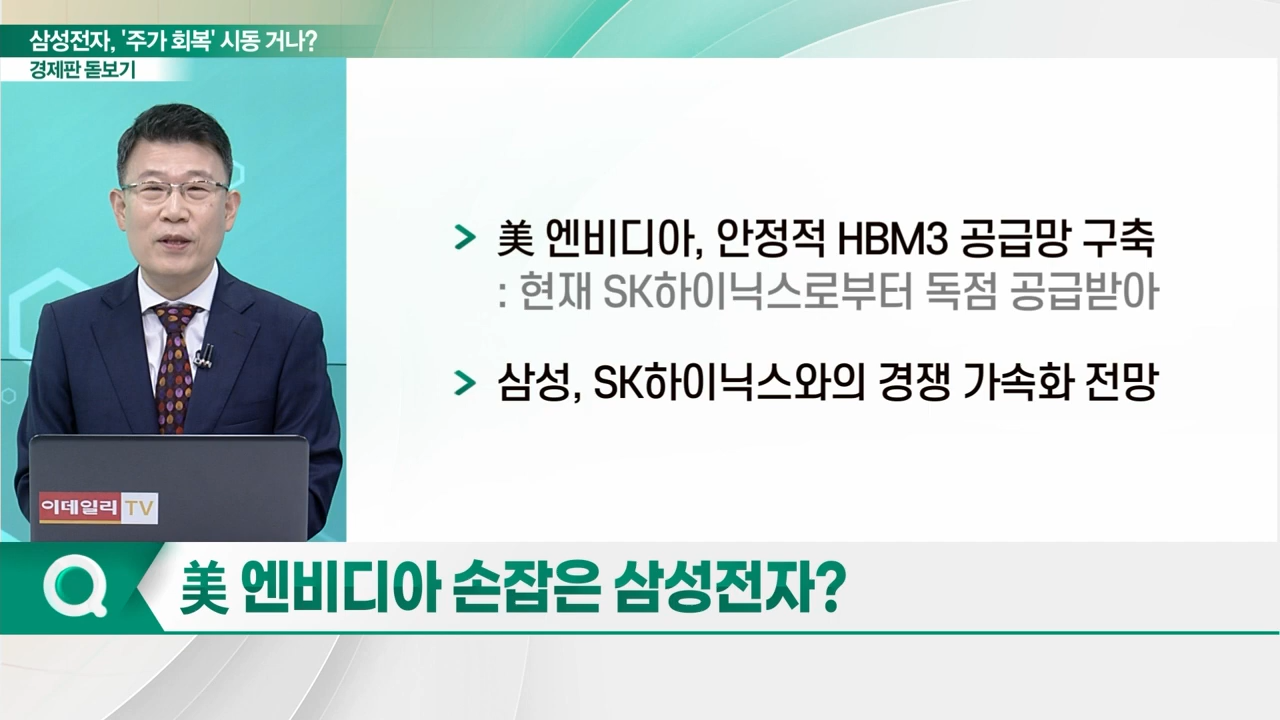 삼성전자, '주가 회복' 시동 거나?
경제판 돋보기
> 美 엔비디아, 안정적 HBM3 공급망 구축
: 현재 SK하이닉스로부터 독점 공급받아
> 삼성, SK하이닉스와의 경쟁 가속화 전망
이데일리 TV
美 엔비디아 손잡은 삼성전자?